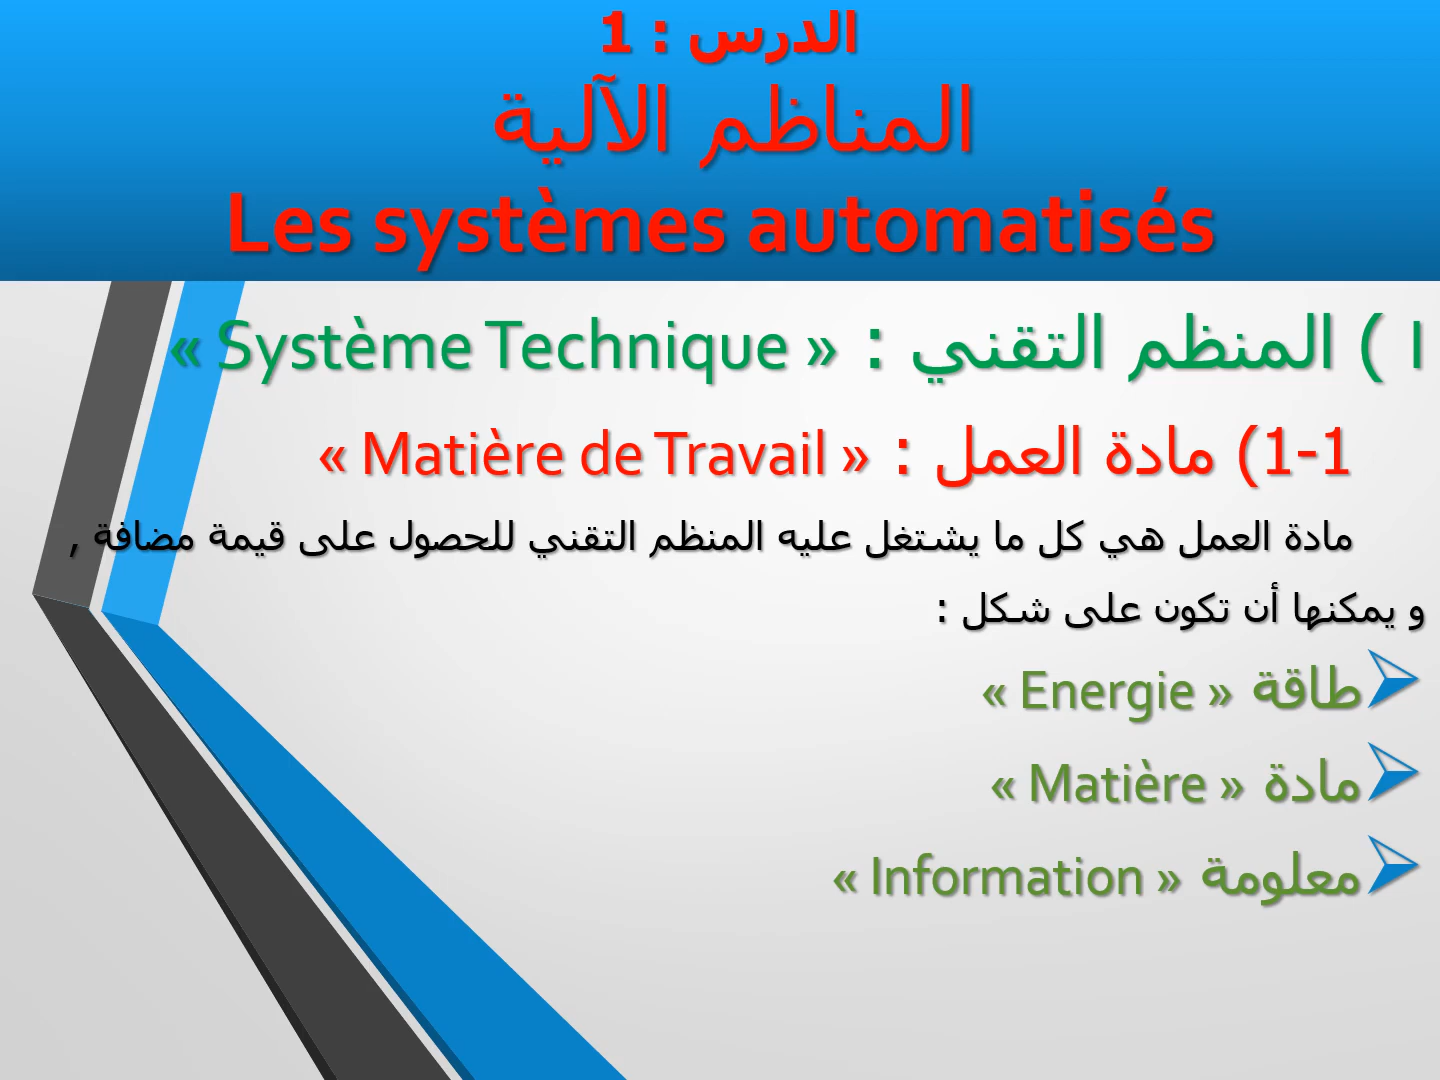 الدرس : 1
المناظم الآلية
Les systèmes automatisés
I ) المنظم التقني : « Système Technique »
1-1) مادة العمل : « Matière de Travail »
مادة العمل هي كل ما يشتغل عليه المنظم التقني للحصول على قيمة مضافة ,
و يمكنها أن تكون على شكل :
طاقة « Energie »
مادة « Matière »
معلومة « Information »